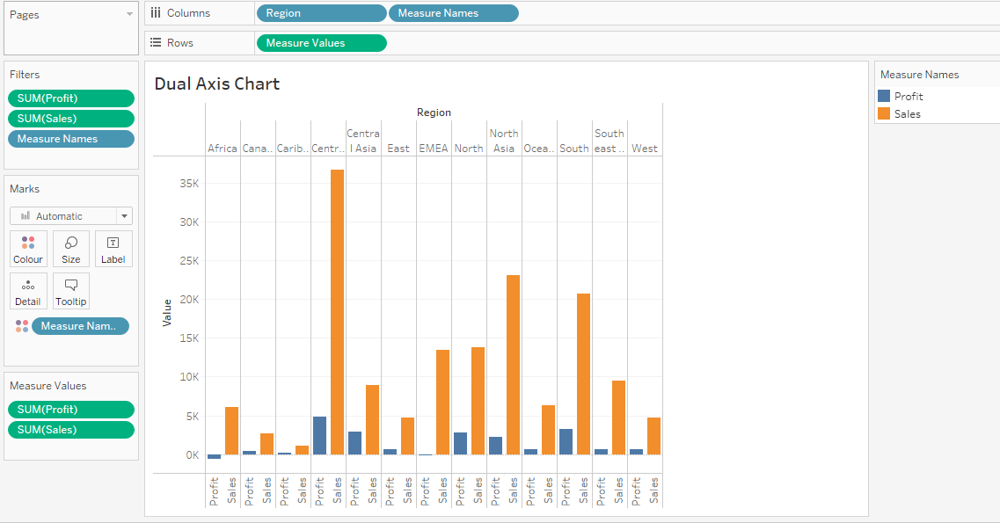 Pages
Columns
Region
Measure Names
Rows
Measure Values
Filters
SUM(Profit)
SUM(Sales)
Measure Names
Marks
Automatic
Colour
Size
Label
Detail
Tooltip
Measure Nam..
Measure Values
SUM(Profit)
SUM(Sales)
Dual Axis Chart
Region
Africa
Cana..
Carib..
Centr..
Centra
l Asia
East
EMEA
North
North
Asia
Ocea..
South
South
east ..
West
Value
35K
30K
25K
20K
15K
10K
5K
0K
Profit
Sales
Profit
Sales
Profit
Sales
Profit
Sales
Profit
Sales
Profit
Sales
Profit
Sales
Profit
Sales
Profit
Sales
Profit
Sales
Profit
Sales
Profit
Sales
Profit
Sales
Measure Names
Profit
Sales